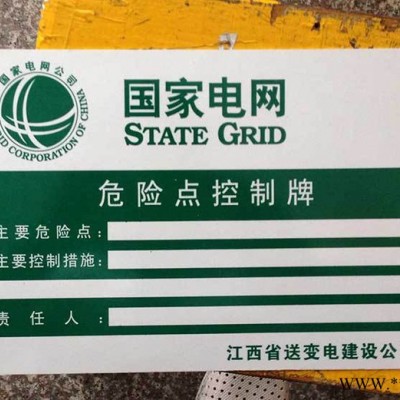 国家电网公司
D CORPORATION OF CHINA
国家电网
STATE GRID
危险点控制牌
主要危险点:
主要控制措施:
责任人:
江西省送变电建设公
www.*